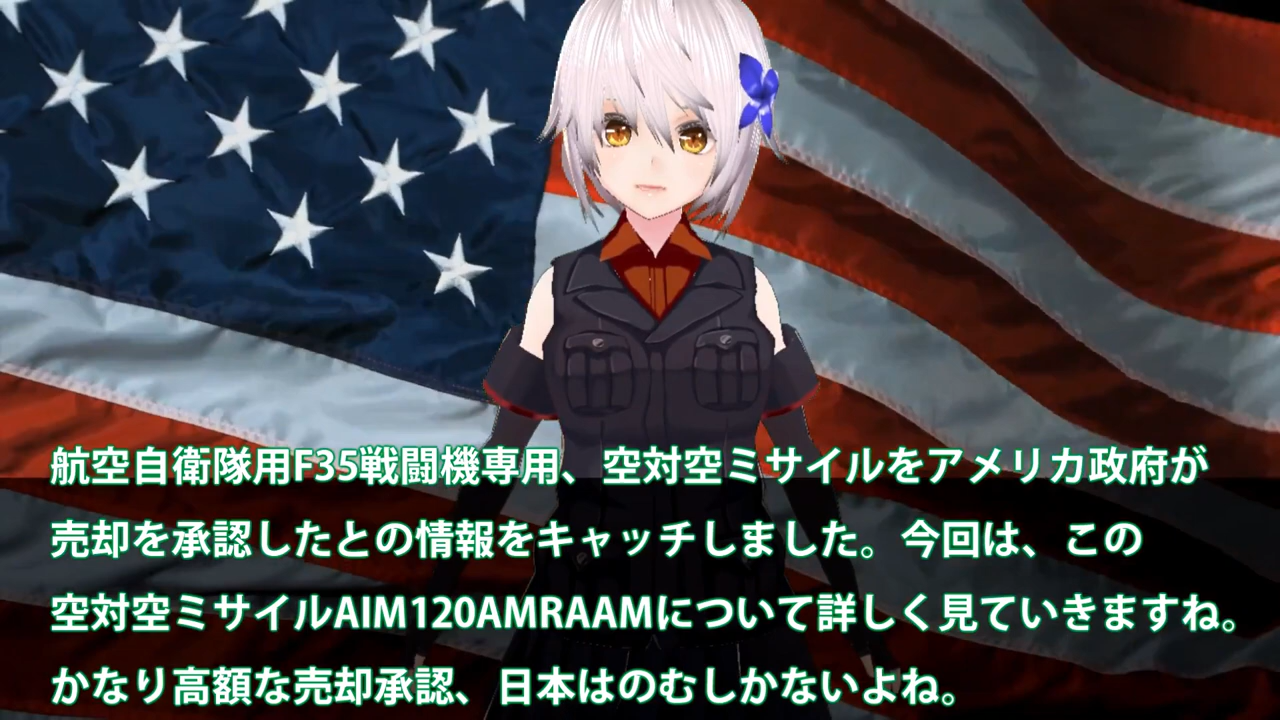 航空自衛隊用F35戦闘機専用、空対空ミサイルをアメリカ政府が
売却を承認したとの情報をキャッチしました。今回は、この
空対空ミサイルAIM120AMRAAMについて詳しく見ていきますね。
かなり高額な売却承認、日本はのむしかないよね。